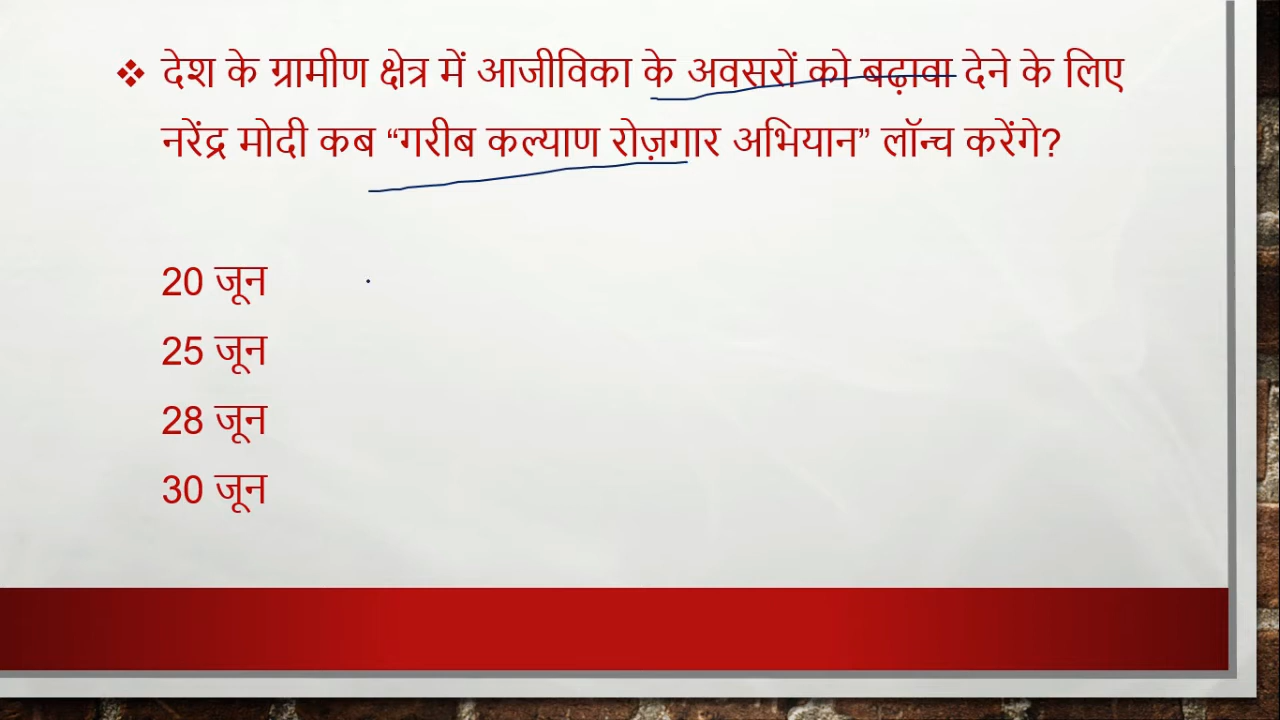 ❖ देश के ग्रामीण क्षेत्र में आजीविका के अवसरों को बढ़ावा देने के लिए
नरेंद्र मोदी कब “गरीब कल्याण रोज़गार अभियान” लॉन्च करेंगे?
20 जून
25 जून
28 जून
30 जून